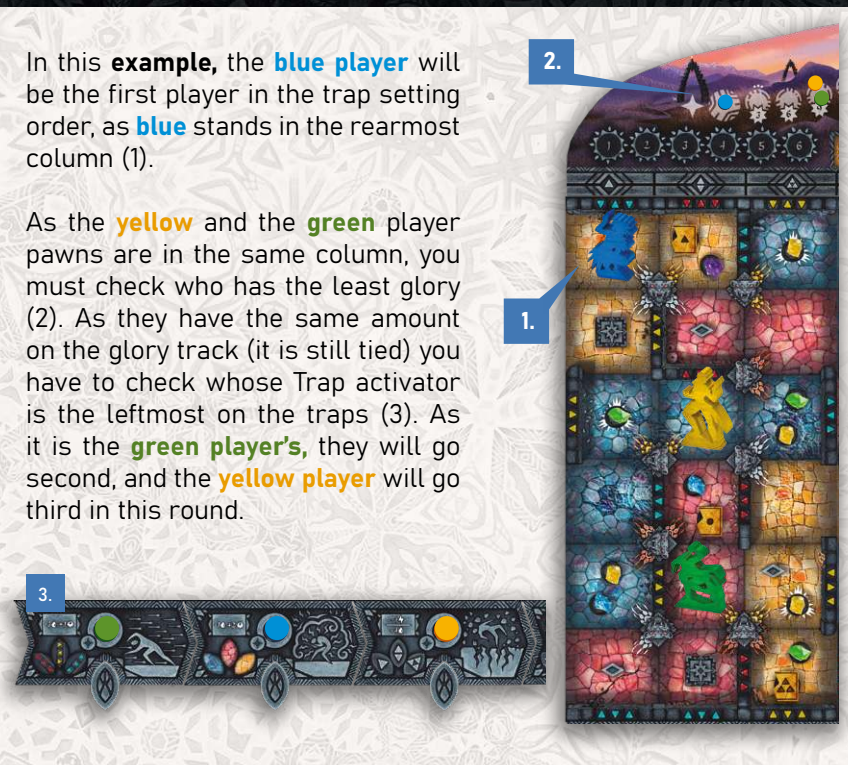 In this example, the blue player will
be the first player in the trap setting
order, as blue stands in the rearmost
column (1).
As the yellow and the green player
pawns are in the same column, you
must check who has the least glory
(2). As they have the same amount
on the glory track (it is still tied) you
have to check whose Trap activator
is the leftmost on the traps (3). As
it is the green player's, they will go
second, and the yellow player will go
third in this round.
2.
1 2 3 4 5 6
1.
3.